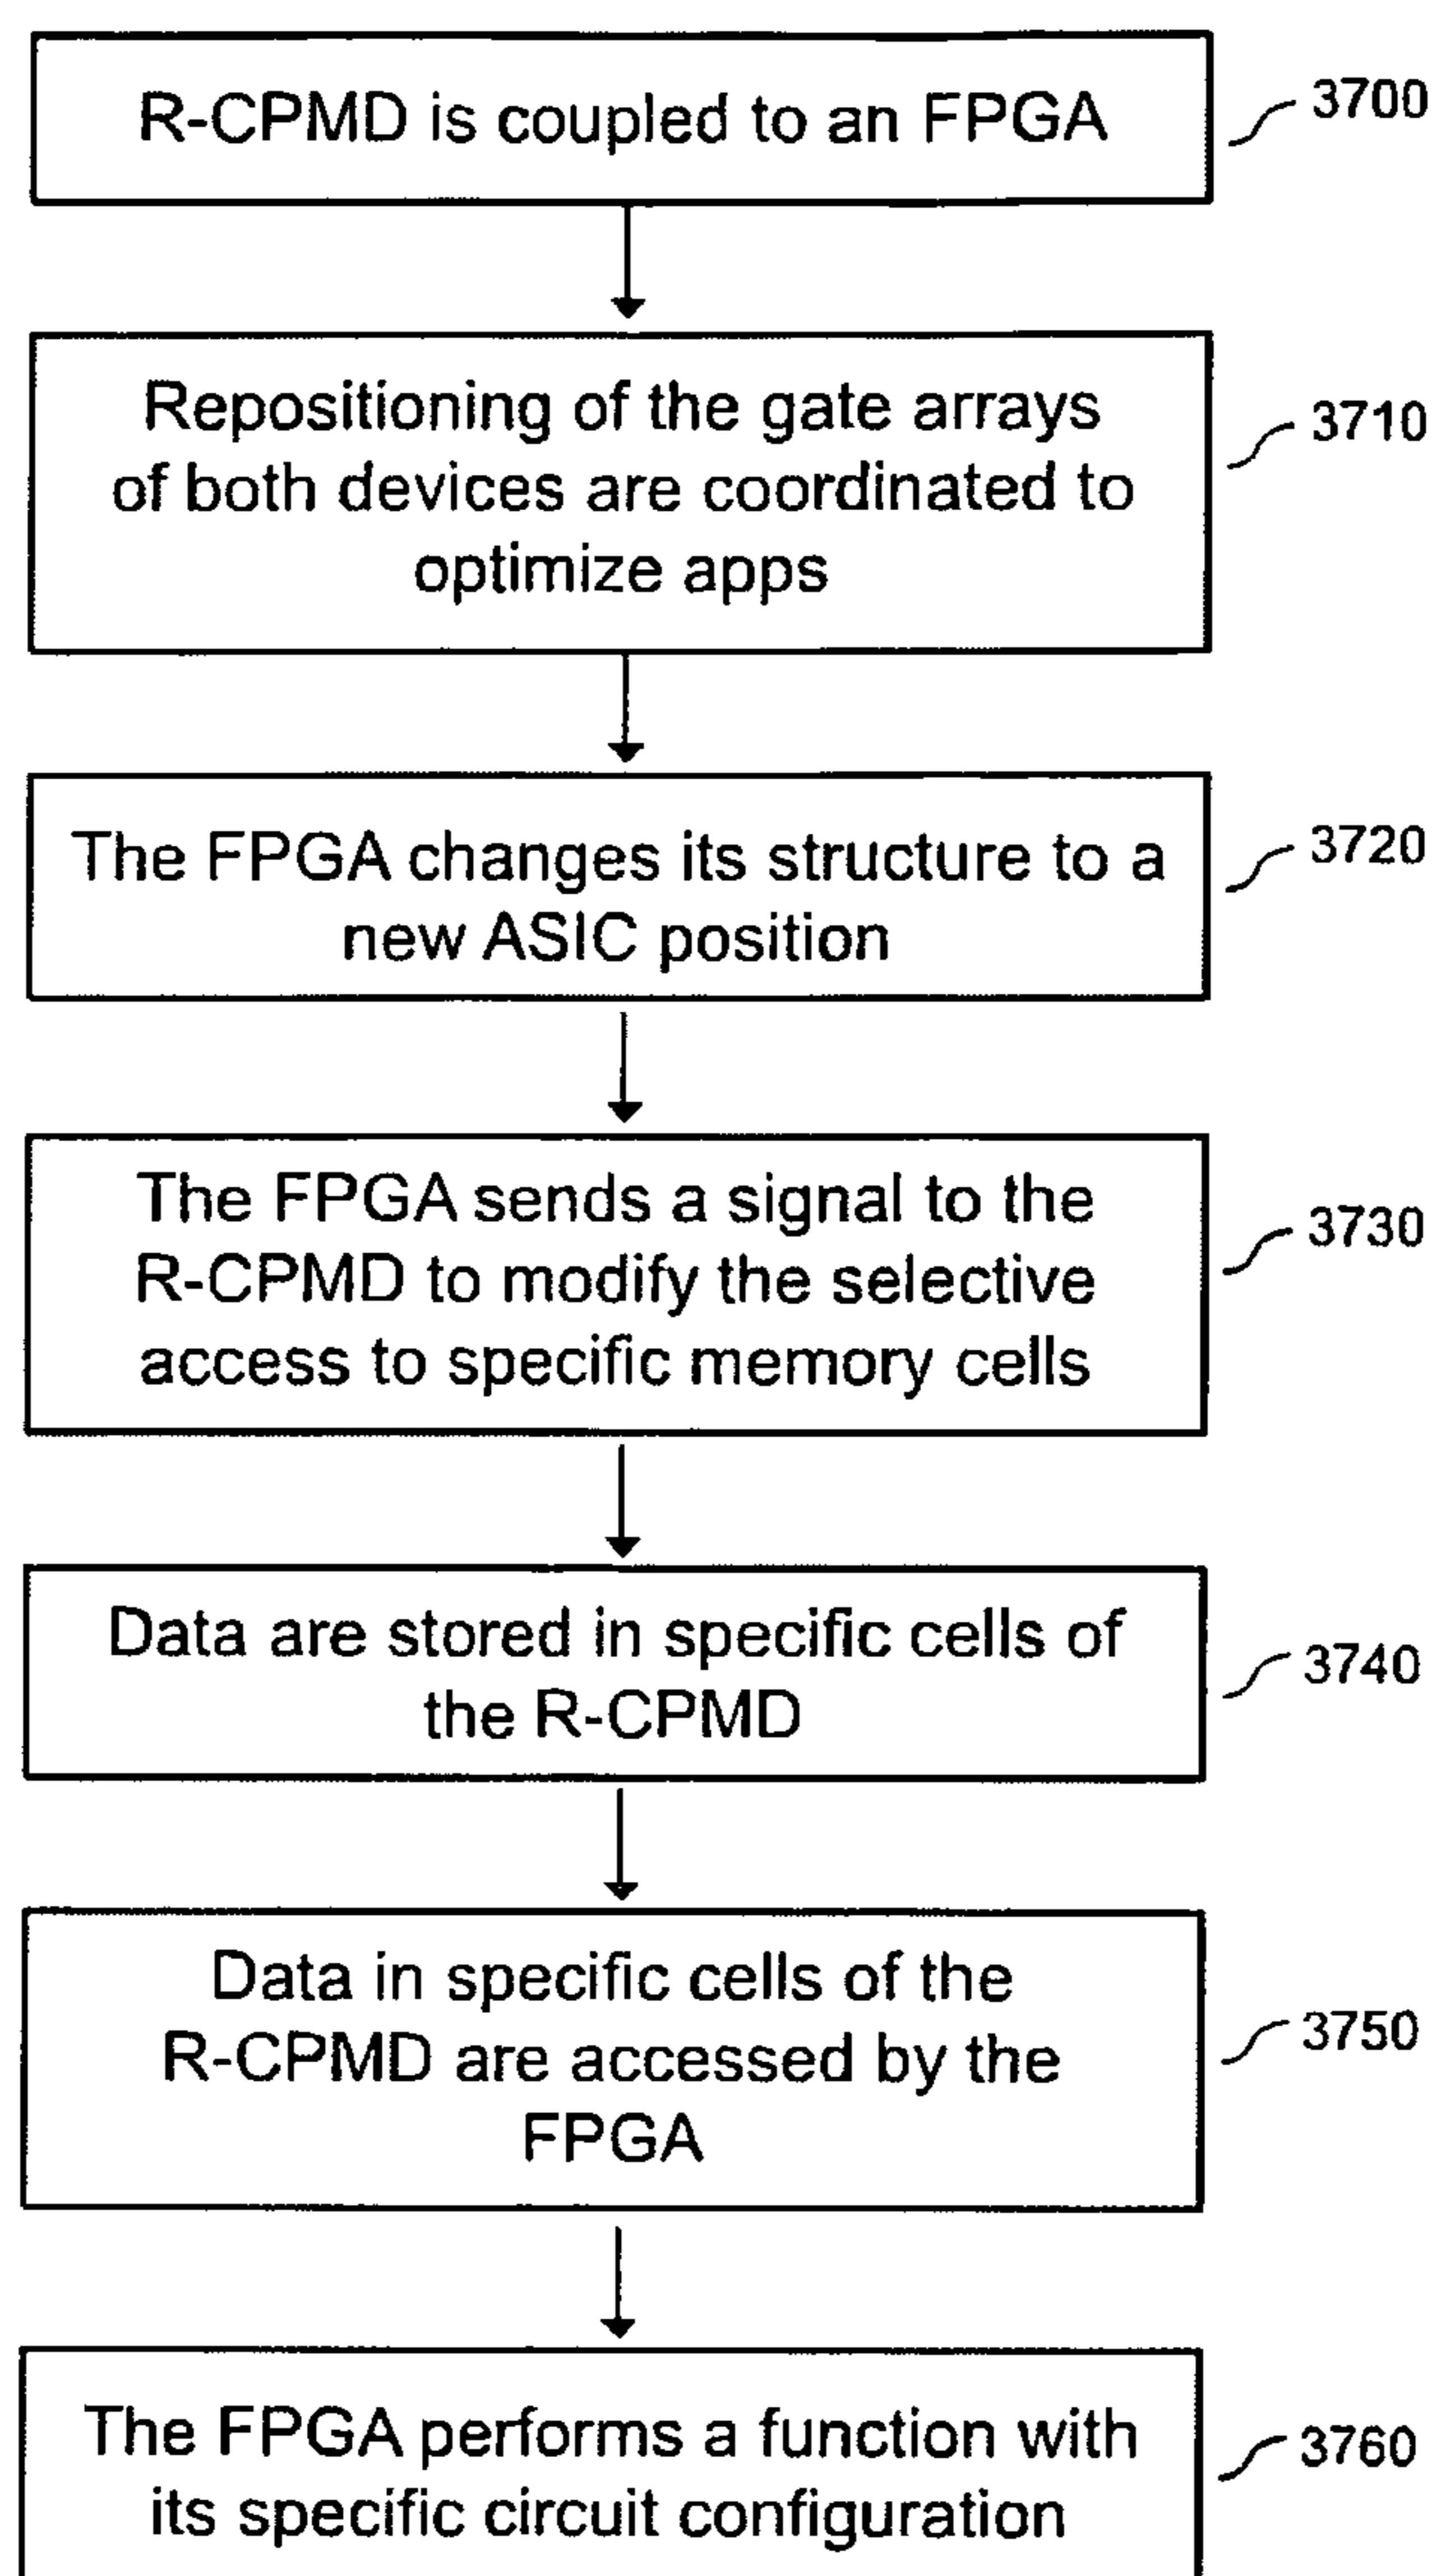 R-CPMD is coupled to an FPGA
3700
Repositioning of the gate arrays
of both devices are coordinated to
optimize apps
3710
The FPGA changes its structure to a
new ASIC position
3720
The FPGA sends a signal to the
R-CPMD to modify the selective
access to specific memory cells
3730
Data are stored in specific cells of
the R-CPMD
3740
Data in specific cells of the
R-CPMD are accessed by the
FPGA
3750
The FPGA performs a function with
its specific circuit configuration
3760